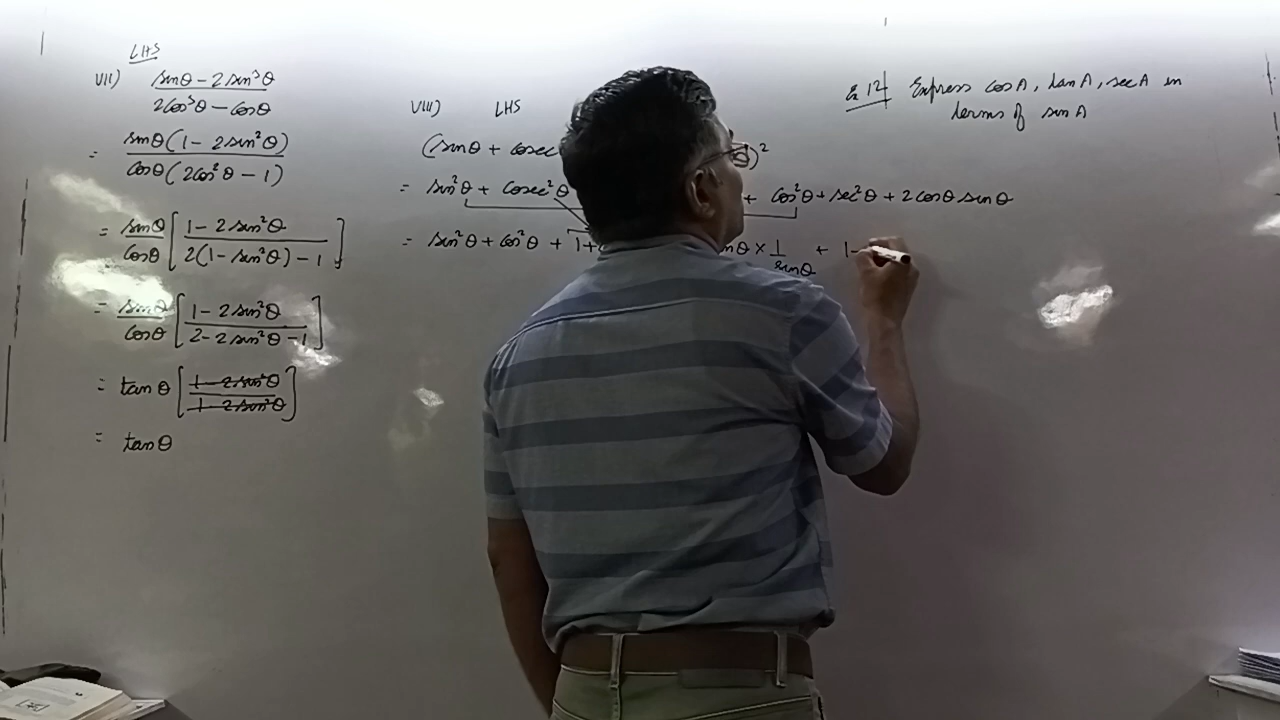 LHS
VII) sinθ - 2 sin³θ
2cos³θ - cosθ
= sinθ(1 - 2sin²θ)
cosθ(2cos²θ - 1)
= sinθ [ 1 - 2sin²θ ]
cosθ [ 2(1 - sin²θ) - 1 ]
= sinθ [ 1 - 2sin²θ ]
cosθ [ 2 - 2sin²θ - 1 ]
= tanθ [ 1 - 2sin²θ ]
[ 1 - 2sin²θ ]
= tanθ
VIII) LHS
(sinθ + cosec )²
= sin²θ + cosec²θ + cos²θ + sec²θ + 2cosθ sinθ
= sin²θ + cos²θ + 1+ nθ × 1 + 1
sinθ
Ex 12 Express cosA, tanA, secA in
terms of sinA